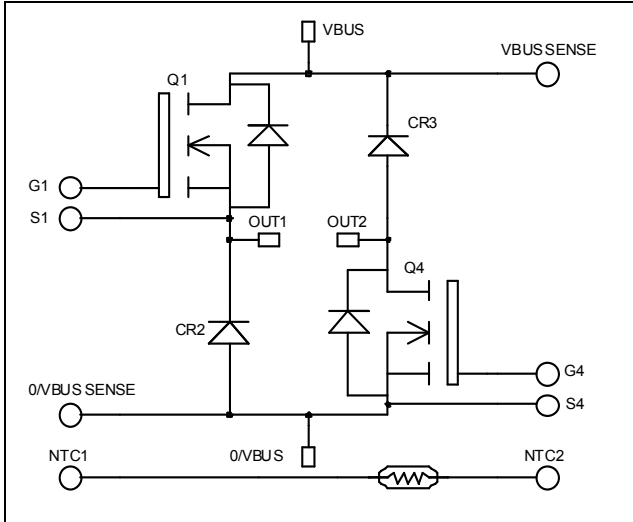 VBUS
VBUS SENSE
Q1
CR3
G1
S1
OUT1
OUT2
Q4
CR2
G4
0/VBUS SENSE
S4
NTC1
0/VBUS
NTC2